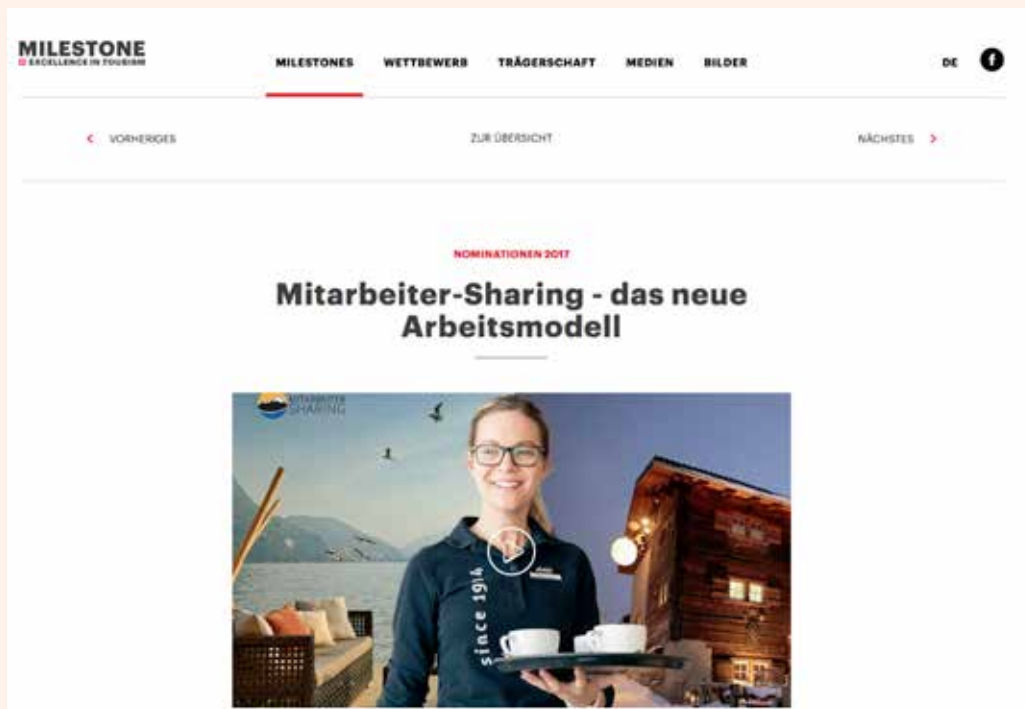 MILESTONE
EXCELLENCE IN TOURISM
MILESTONES WETTBEWERB TRÄGERSCHAFT MEDIEN BILDER DE f
VORHERIGES ZUR ÜBERSICHT NÄCHSTES
NOMINATIONEN 2017
Mitarbeiter-Sharing - das neue
Arbeitsmodell
MITARBEITER
SHARING
since 1914